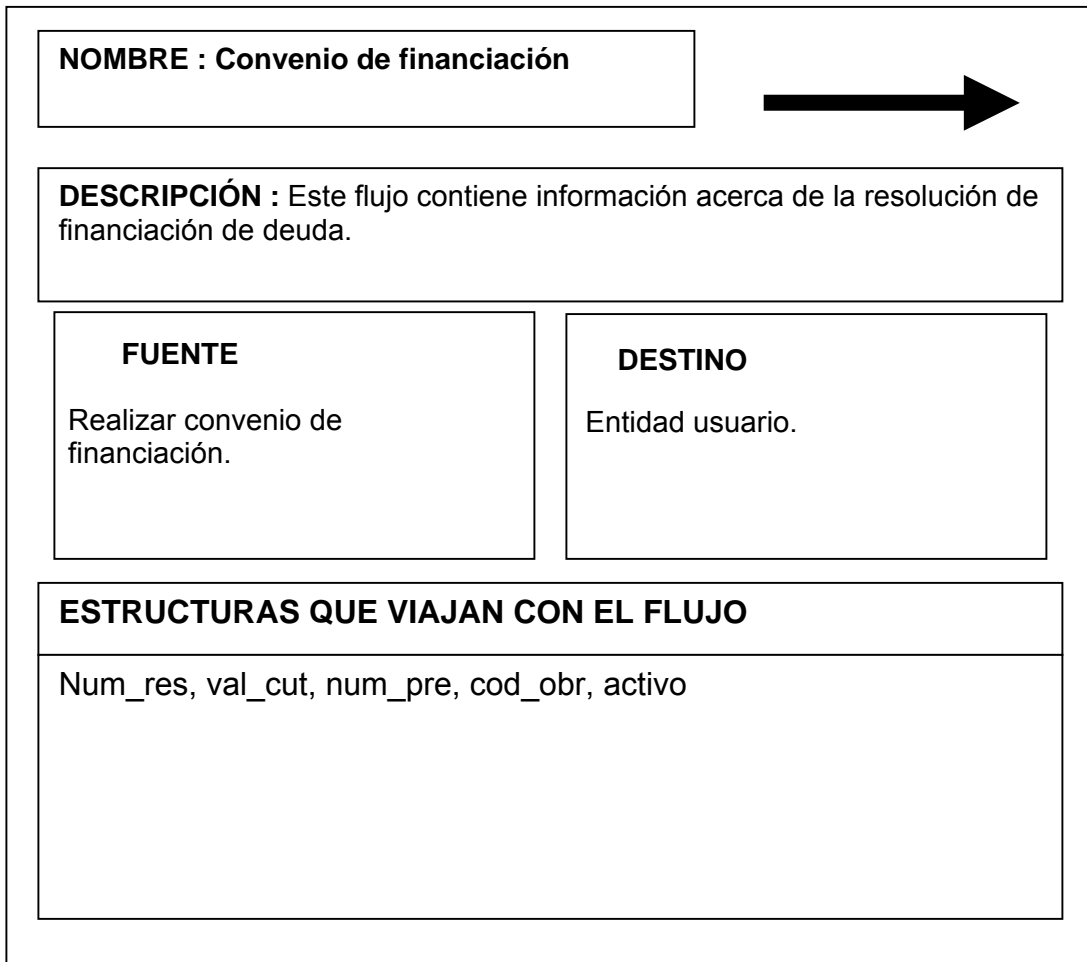 NOMBRE : Convenio de financiación
DESCRIPCIÓN : Este flujo contiene información acerca de la resolución de
financiación de deuda.
FUENTE
Realizar convenio de
financiación.
DESTINO
Entidad usuario.
ESTRUCTURAS QUE VIAJAN CON EL FLUJO
Num_res, val_cut, num_pre, cod_obr, activo